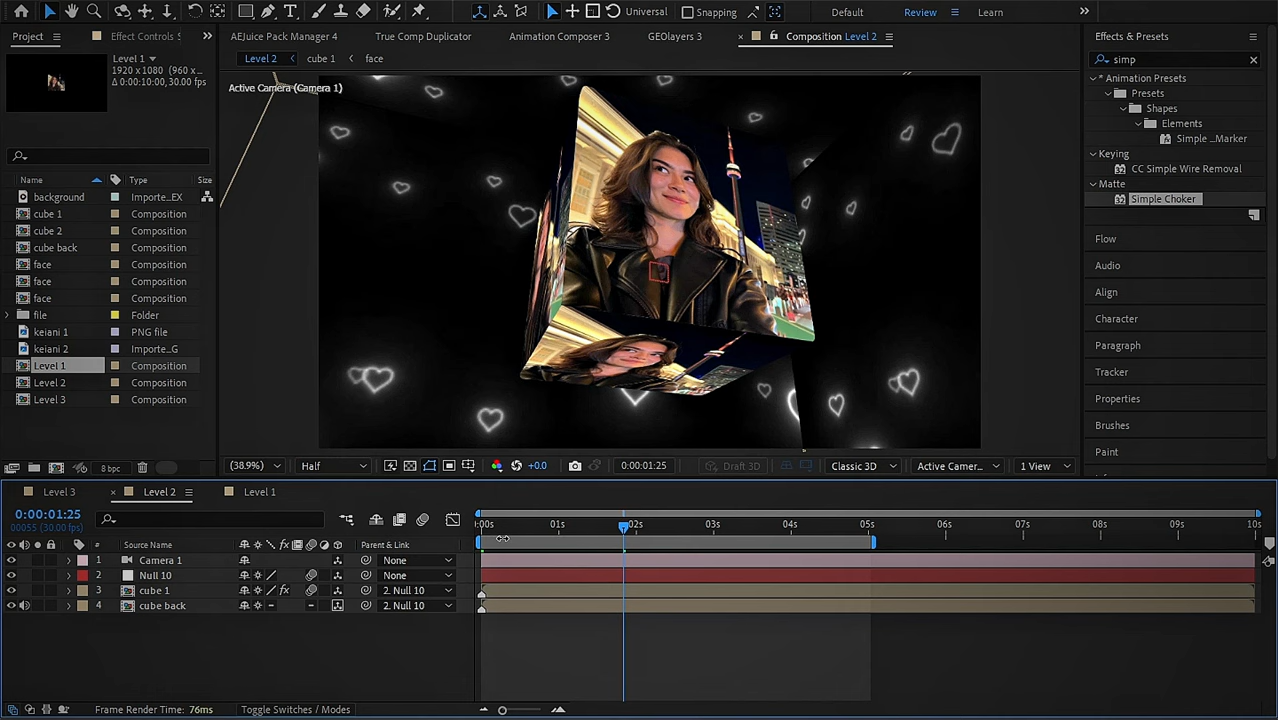 Universal
Snapping
Default
Review
Learn
Project
Effect Controls S
AEJuice Pack Manager 4
True Comp Duplicator
Animation Composer 3
GEOlayers 3
Composition Level 2
Effects & Presets
Level 1
1920 x 1080 (960 x...
Δ 0:00:10:00, 30.00 fps)
Level 2
cube 1
face
Active Camera (Camera 1)
simp
* Animation Presets
Presets
Shapes
Elements
Simple ...Marker
Keying
CC Simple Wire Removal
Matte
Simple Choker
Flow
Audio
Align
Character
Paragraph
Tracker
Properties
Brushes
Paint
Name
Type
Size
background
Importe...EX
cube 1
Composition
cube 2
Composition
cube back
Composition
face
Composition
face
Composition
face
Composition
file
Folder
keiani 1
PNG file
keiani 2
Importe...G
Level 1
Composition
Level 2
Composition
Level 3
Composition
8 bpc
(38.9%)
Half
+0.0
0:00:01:25
Draft 3D
Classic 3D
Active Camer...
1 View
Level 3
Level 2
Level 1
0:00:01:25
00055 (30.00 fps)
:00s
01s
02s
03s
04s
05s
06s
07s
08s
09s
10s
#
Source Name
fx
Parent & Link
1
Camera 1
None
2
Null 10
None
3
cube 1
fx
2. Null 10
4
cube back
2. Null 10
Frame Render Time: 76ms
Toggle Switches / Modes